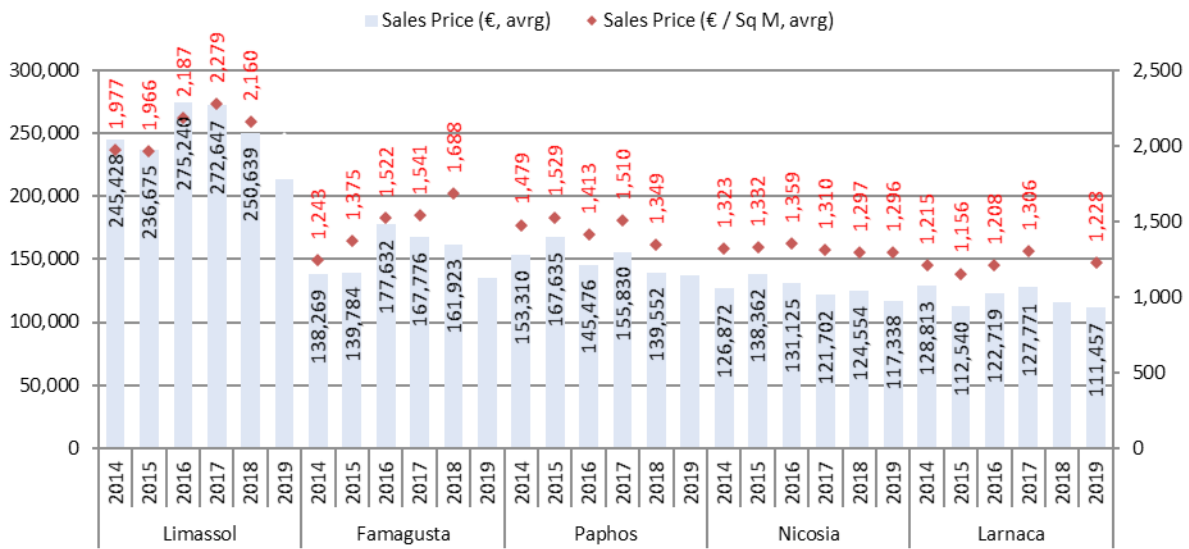 Sales Price (€, avrg) Sales Price (€ / Sq M, avrg)
300,000 2,500
250,000 2,000
200,000 1,500
150,000 1,000
100,000 500
50,000 0
0
1,977 1,966 2,187 2,279 2,160 1,243 1,375 1,522 1,541 1,688 1,479 1,529 1,413 1,510 1,349 1,323 1,332 1,359 1,310 1,297 1,296 1,215 1,156 1,208 1,306 1,228
245,428 236,675 275,240 272,647 250,639 138,269 139,784 177,632 167,776 161,923 153,310 167,635 145,476 155,830 139,552 126,872 138,362 131,125 121,702 124,554 117,338 128,813 112,540 122,719 127,771 111,457
2014 2015 2016 2017 2018 2019 2014 2015 2016 2017 2018 2019 2014 2015 2016 2017 2018 2019 2014 2015 2016 2017 2018 2019 2014 2015 2016 2017 2018 2019
Limassol Famagusta Paphos Nicosia Larnaca